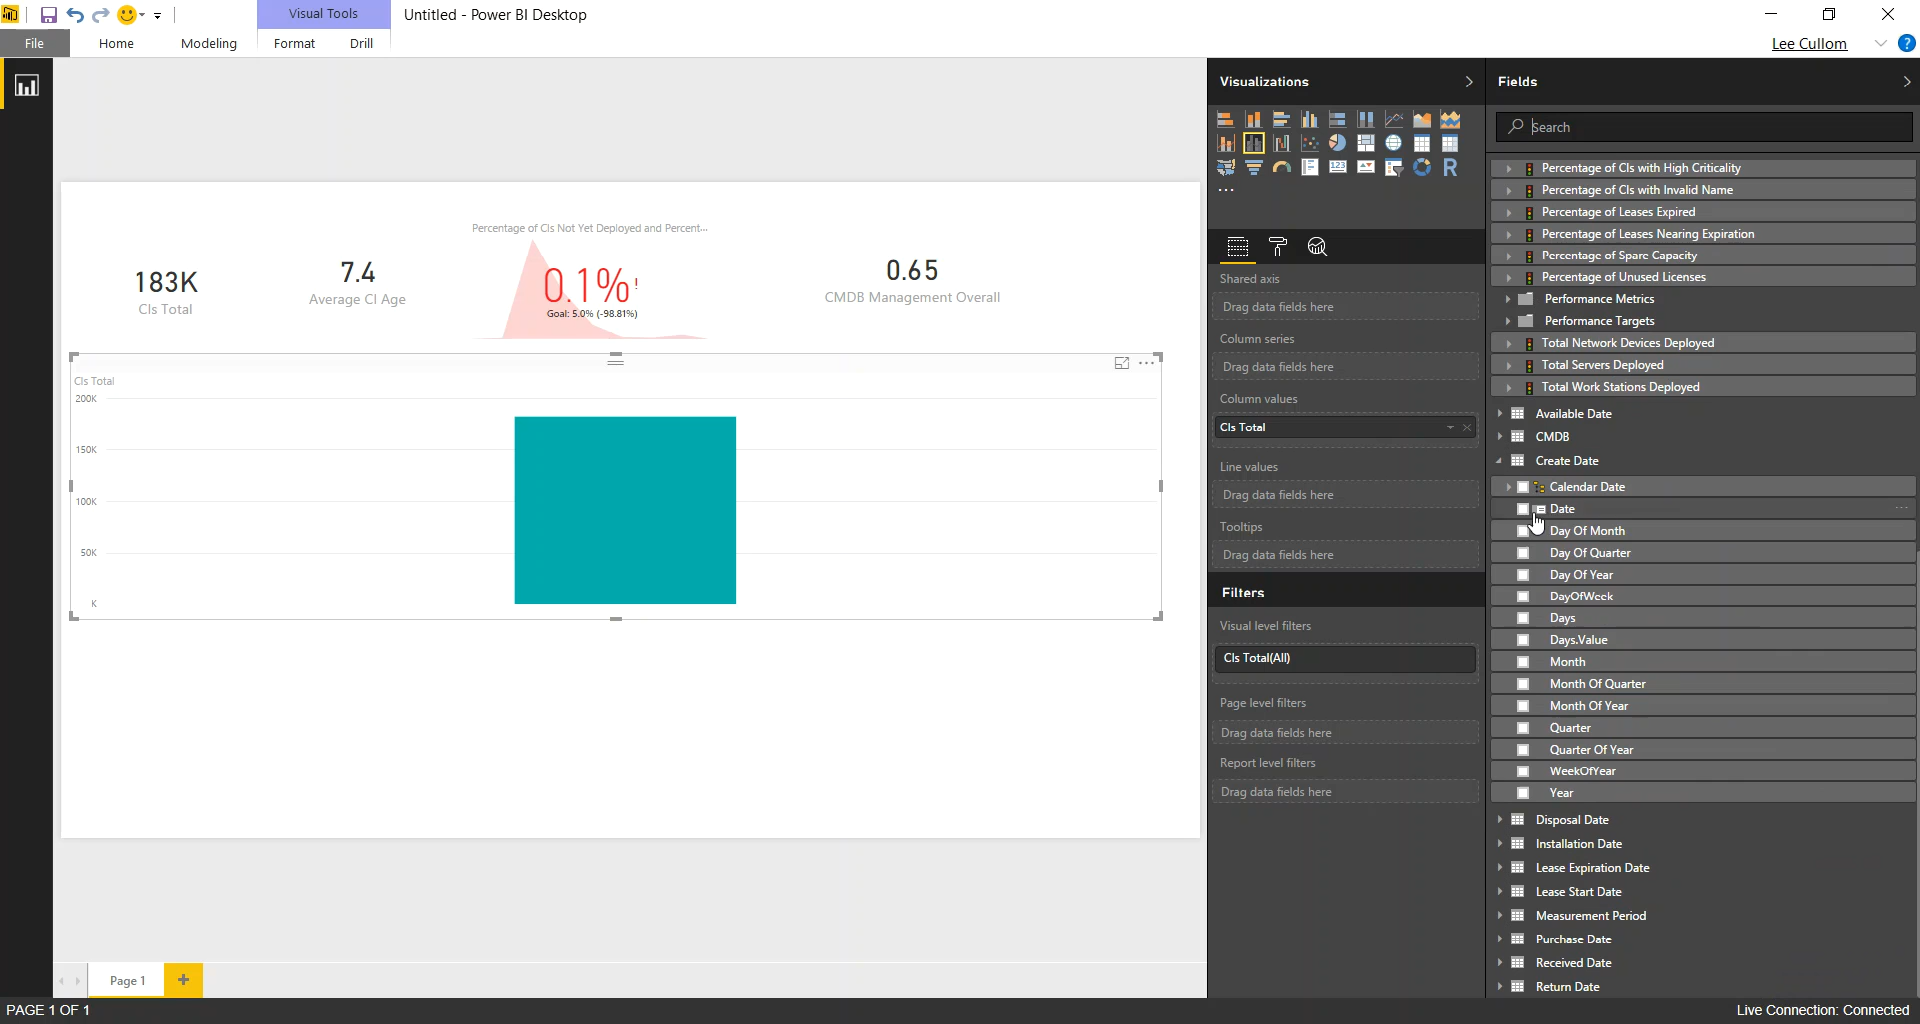 Visual Tools
Untitled - Power BI Desktop
File
Home
Modeling
Format
Drill
Lee Cullom
?
Visualizations
Fields
Search
R
123
Shared axis
Drag data fields here
Column series
Drag data fields here
Column values
CIs Total
Line values
Drag data fields here
Tooltips
Drag data fields here
Filters
Visual level filters
CIs Total(All)
Page level filters
Drag data fields here
Report level filters
Drag data fields here
Percentage of CIs with High Criticality
Percentage of CIs with Invalid Name
Percentage of Leases Expired
Percentage of Leases Nearing Expiration
Percentage of Spare Capacity
Percentage of Unused Licenses
Performance Metrics
Performance Targets
Total Network Devices Deployed
Total Servers Deployed
Total Work Stations Deployed
Available Date
CMDB
Create Date
Calendar Date
Date
Day Of Month
Day Of Quarter
Day Of Year
DayOfWeek
Days
Days.Value
Month
Month Of Quarter
Month Of Year
Quarter
Quarter Of Year
WeekOfYear
Year
Disposal Date
Installation Date
Lease Expiration Date
Lease Start Date
Measurement Period
Purchase Date
Received Date
Return Date
183K
CIs Total
7.4
Average CI Age
Percentage of CIs Not Yet Deployed and Percent...
0.1%!
Goal: 5.0% (-98.81%)
0.65
CMDB Management Overall
CIs Total
200K
150K
100K
50K
K
Page 1
+
PAGE 1 OF 1
Live Connection: Connected